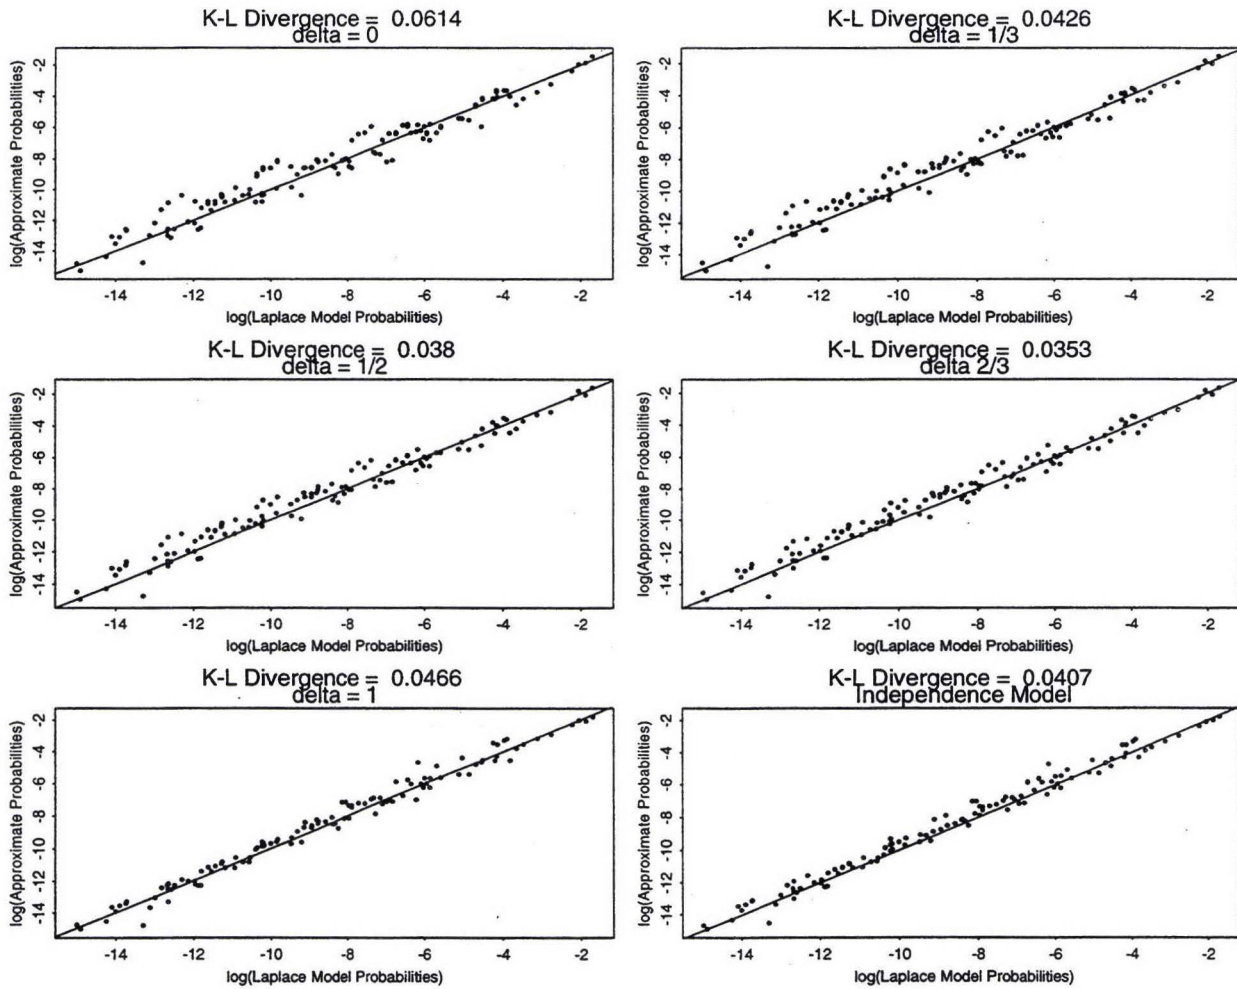 K-L Divergence = 0.0614
delta = 0
log(Approximate Probabilities)
-2
-4
-6
-8
-10
-12
-14
-14 -12 -10 -8 -6 -4 -2
log(Laplace Model Probabilities)
K-L Divergence = 0.0426
delta = 1/3
log(Approximate Probabilities)
-2
-4
-6
-8
-10
-12
-14
-14 -12 -10 -8 -6 -4 -2
log(Laplace Model Probabilities)
K-L Divergence = 0.038
delta = 1/2
log(Approximate Probabilities)
-2
-4
-6
-8
-10
-12
-14
-14 -12 -10 -8 -6 -4 -2
log(Laplace Model Probabilities)
K-L Divergence = 0.0353
delta 2/3
log(Approximate Probabilities)
-2
-4
-6
-8
-10
-12
-14
-14 -12 -10 -8 -6 -4 -2
log(Laplace Model Probabilities)
K-L Divergence = 0.0466
delta = 1
log(Approximate Probabilities)
-2
-4
-6
-8
-10
-12
-14
-14 -12 -10 -8 -6 -4 -2
log(Laplace Model Probabilities)
K-L Divergence = 0.0407
Independence Model
log(Approximate Probabilities)
-2
-4
-6
-8
-10
-12
-14
-14 -12 -10 -8 -6 -4 -2
log(Laplace Model Probabilities)